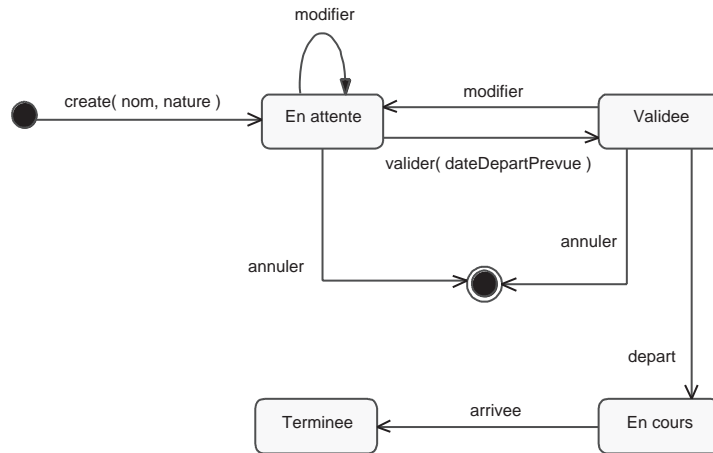 modifier
create( nom, nature )
En attente
modifier
Validee
valider( dateDepartPrevue )
annuler
annuler
depart
Terminee
arrivee
En cours